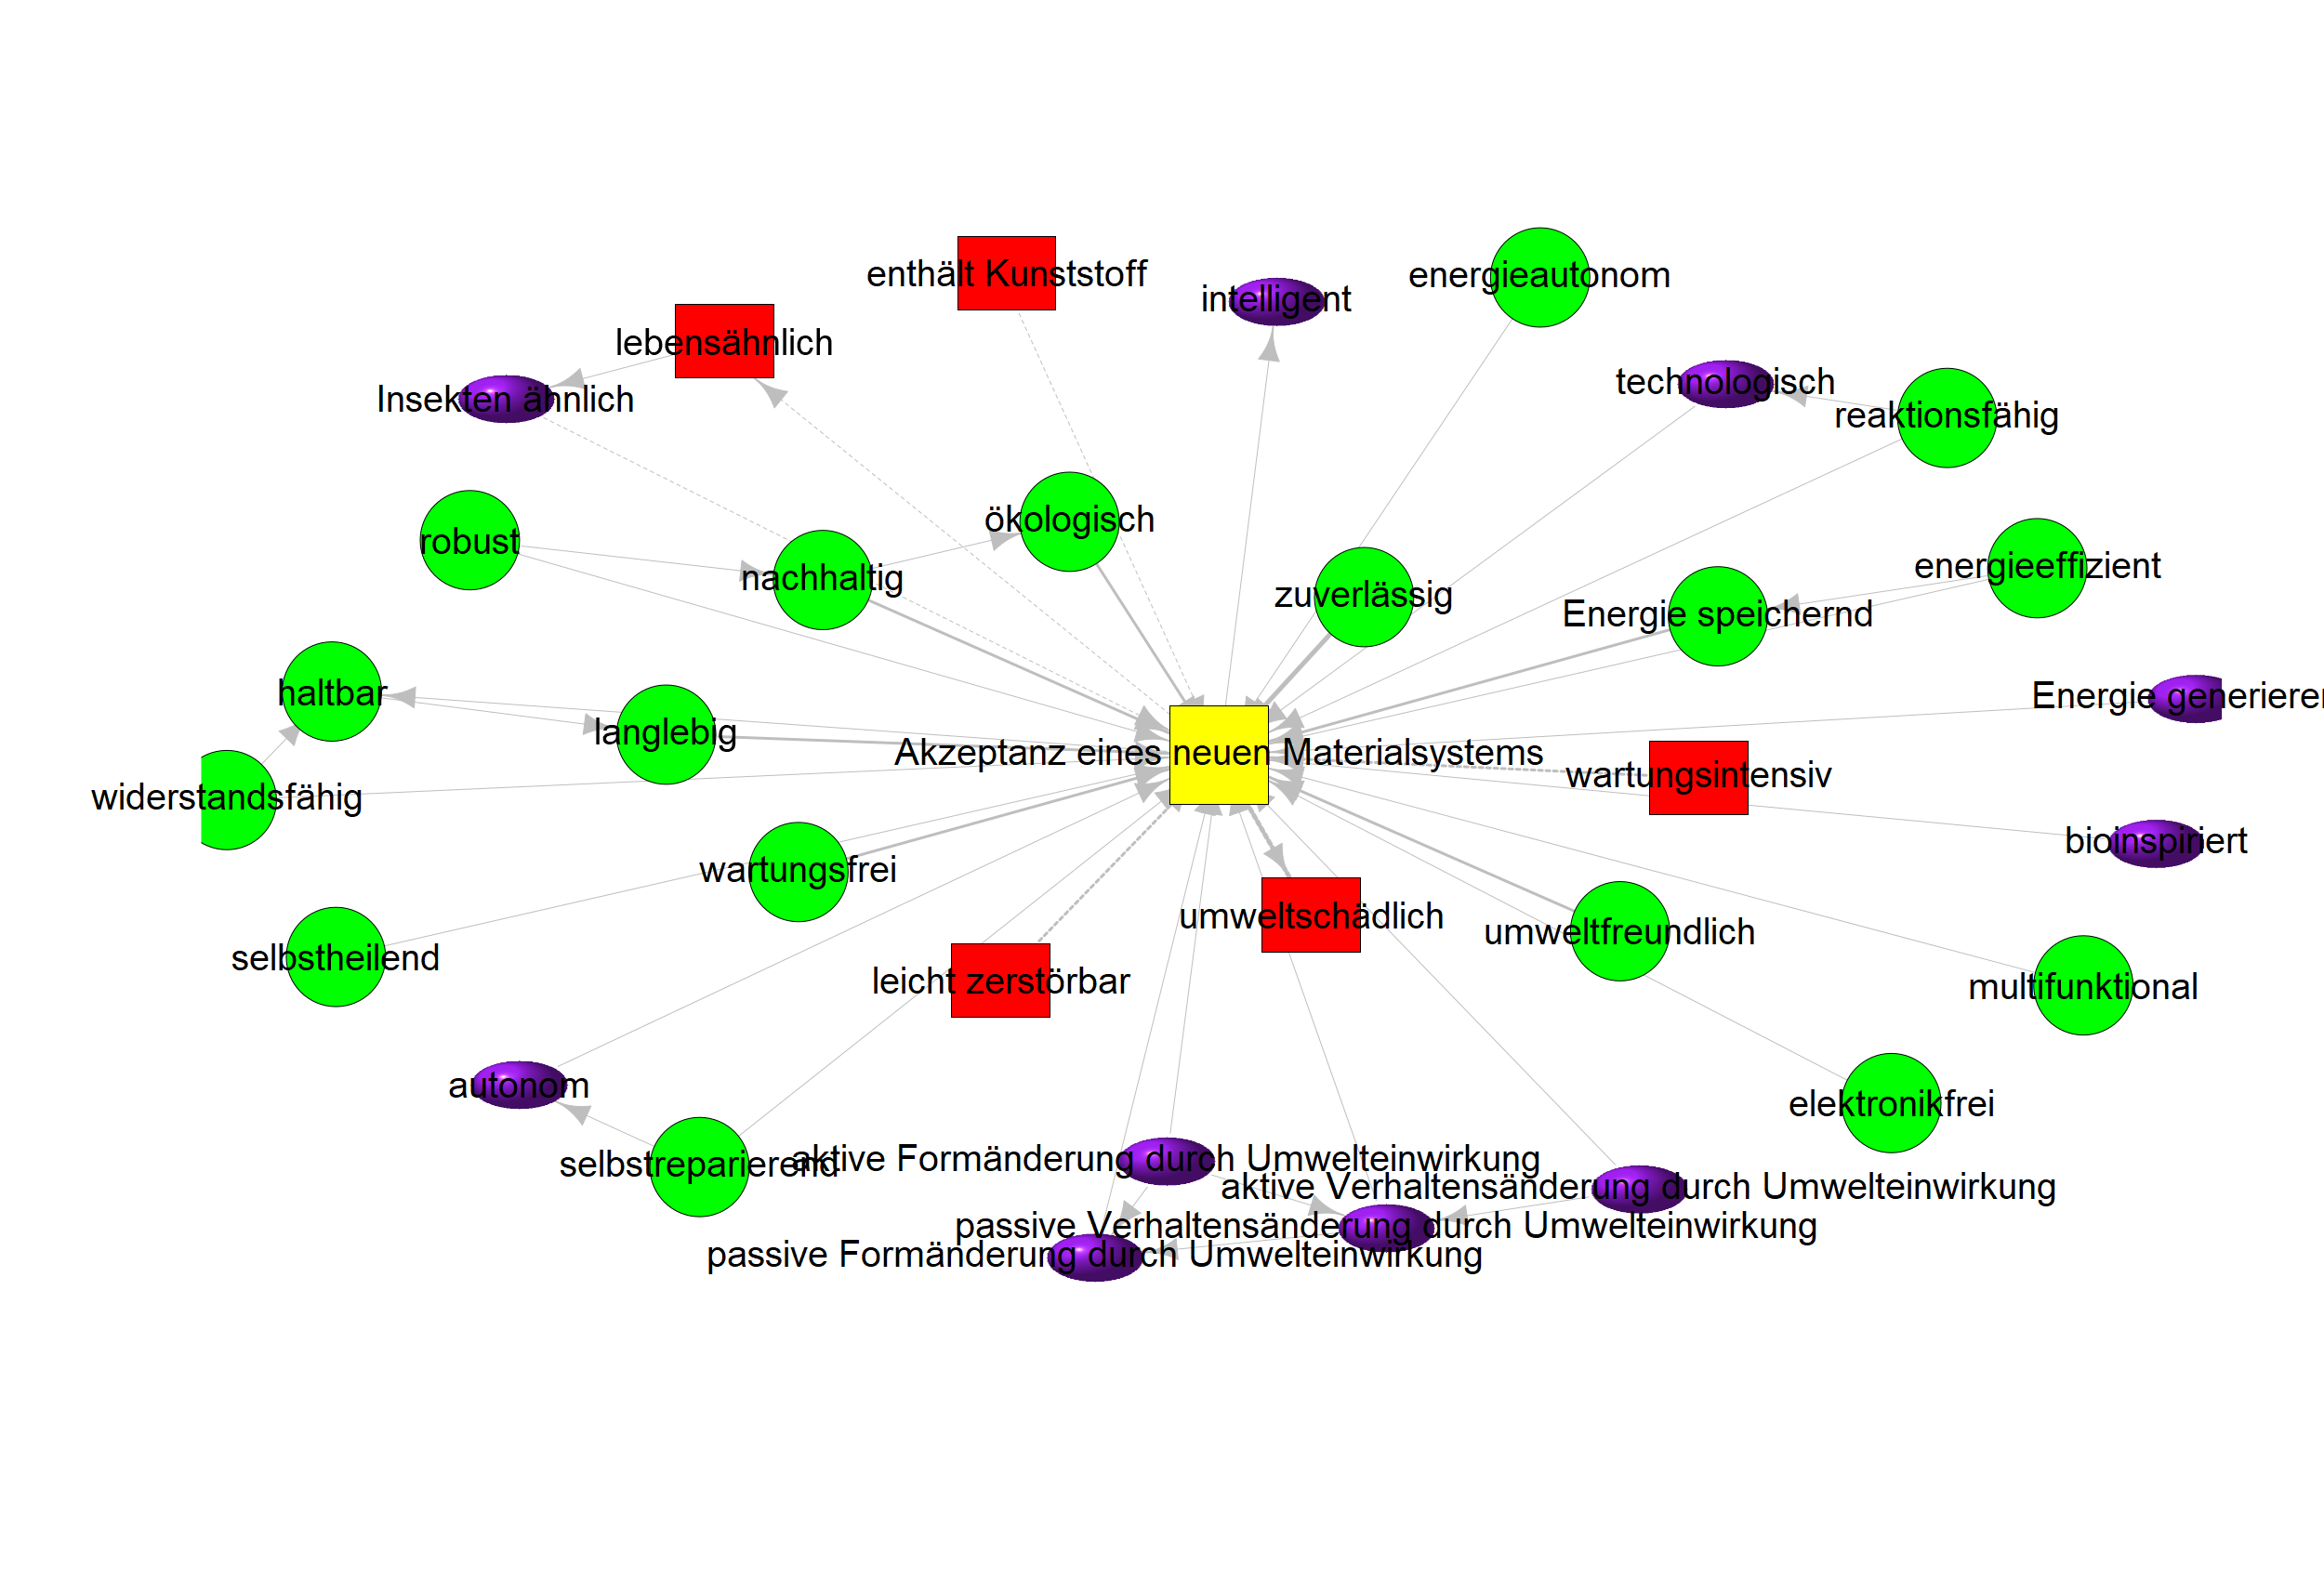 enthält Kunststoff
energieautonom
intelligent
lebensähnlich
technologisch
Insekten ähnlich
reaktionsfähig
ökologisch
robust
energieeffizient
nachhaltig
zuverlässig
Energie speichernd
haltbar
Energie generieren
langlebig
Akzeptanz eines neuen Materialsystems
wartungsintensiv
widerstandsfähig
bioinspiriert
wartungsfrei
umweltschädlich
umweltfreundlich
selbstheilend
leicht zerstörbar
multifunktional
autonom
elektronikfrei
selbstreparierend
aktive Formänderung durch Umwelteinwirkung
aktive Verhaltensänderung durch Umwelteinwirkung
passive Verhaltensänderung durch Umwelteinwirkung
passive Formänderung durch Umwelteinwirkung